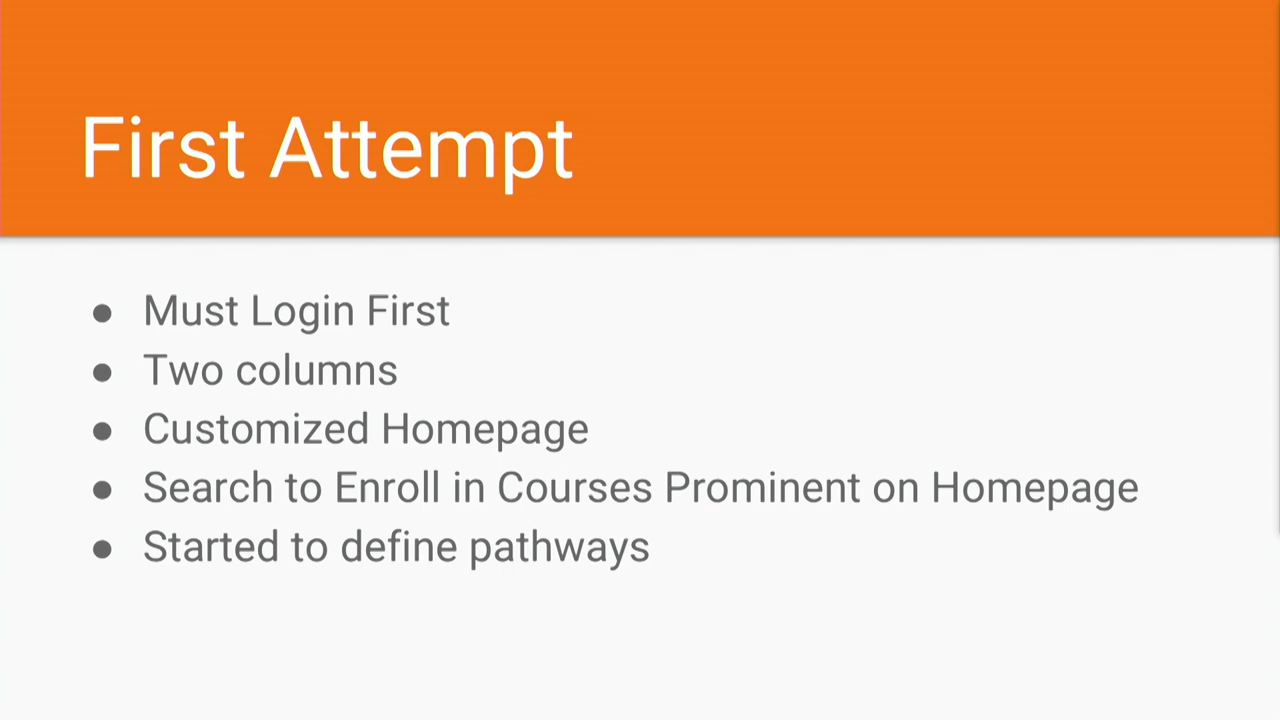 First Attempt
● Must Login First
● Two columns
● Customized Homepage
● Search to Enroll in Courses Prominent on Homepage
● Started to define pathways